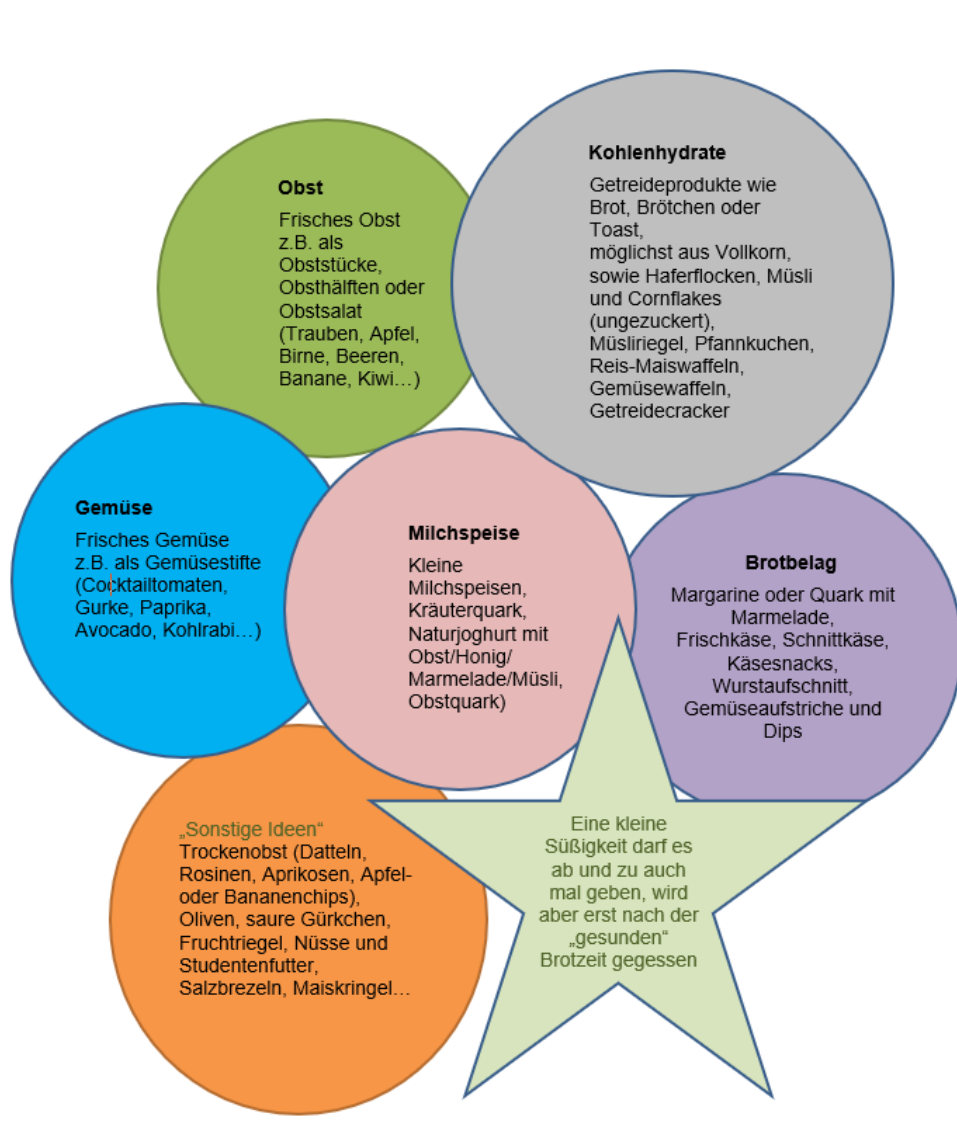 Obst
Frisches Obst
z.B. als
Obststücke,
Obsthälften oder
Obstsalat
(Trauben, Apfel,
Birne, Beeren,
Banane, Kiwi…)
Kohlenhydrate
Getreideprodukte wie
Brot, Brötchen oder
Toast,
möglichst aus Vollkorn,
sowie Haferflocken, Müsli
und Cornflakes
(ungezuckert),
Müsliriegel, Pfannkuchen,
Reis-Maiswaffeln,
Gemüsewaffeln,
Getreidecracker
Gemüse
Frisches Gemüse
z.B. als Gemüsestifte
(Cocktailtomaten,
Gurke, Paprika,
Avocado, Kohlrabi…)
Milchspeise
Kleine
Milchspeisen,
Kräuterquark,
Naturjoghurt mit
Obst/Honig/
Marmelade/Müsli,
Obstquark)
Brotbelag
Margarine oder Quark mit
Marmelade,
Frischkäse, Schnittkäse,
Käsesnacks,
Wurstaufschnitt,
Gemüseaufstriche und
Dips
„Sonstige Ideen“
Trockenobst (Datteln,
Rosinen, Aprikosen, Apfel-
oder Bananenchips),
Oliven, saure Gürkchen,
Fruchtriegel, Nüsse und
Studentenfutter,
Salzbrezeln, Maiskringel…
Eine kleine
Süßigkeit darf es
ab und zu auch
mal geben, wird
aber erst nach der
„gesunden“
Brotzeit gegessen